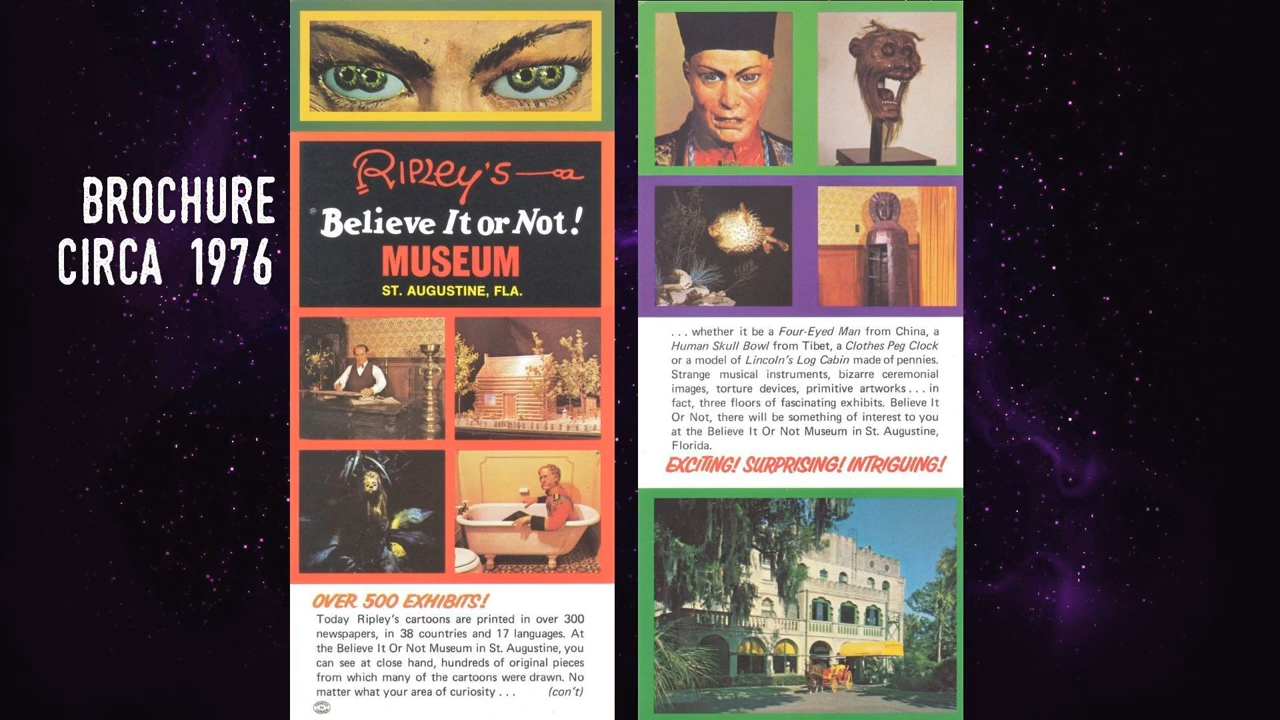 BROCHURE
CIRCA 1976
RIPLEY'S
Believe It or Not!
MUSEUM
ST. AUGUSTINE, FLA.
OVER 500 EXHIBITS!
Today Ripley's cartoons are printed in over 300
newspapers, in 38 countries and 17 languages. At
the Believe It Or Not Museum in St. Augustine, you
can see at close hand, hundreds of original pieces
from which many of the cartoons were drawn. No
matter what your area of curiosity . . . (con't)
. . . whether it be a Four-Eyed Man from China, a
Human Skull Bowl from Tibet, a Clothes Peg Clock
or a model of Lincoln's Log Cabin made of pennies.
Strange musical instruments, bizarre ceremonial
images, torture devices, primitive artworks . . . in
fact, three floors of fascinating exhibits. Believe It
Or Not, there will be something of interest to you
at the Believe It Or Not Museum in St. Augustine,
Florida.
EXCITING! SURPRISING! INTRIGUING!